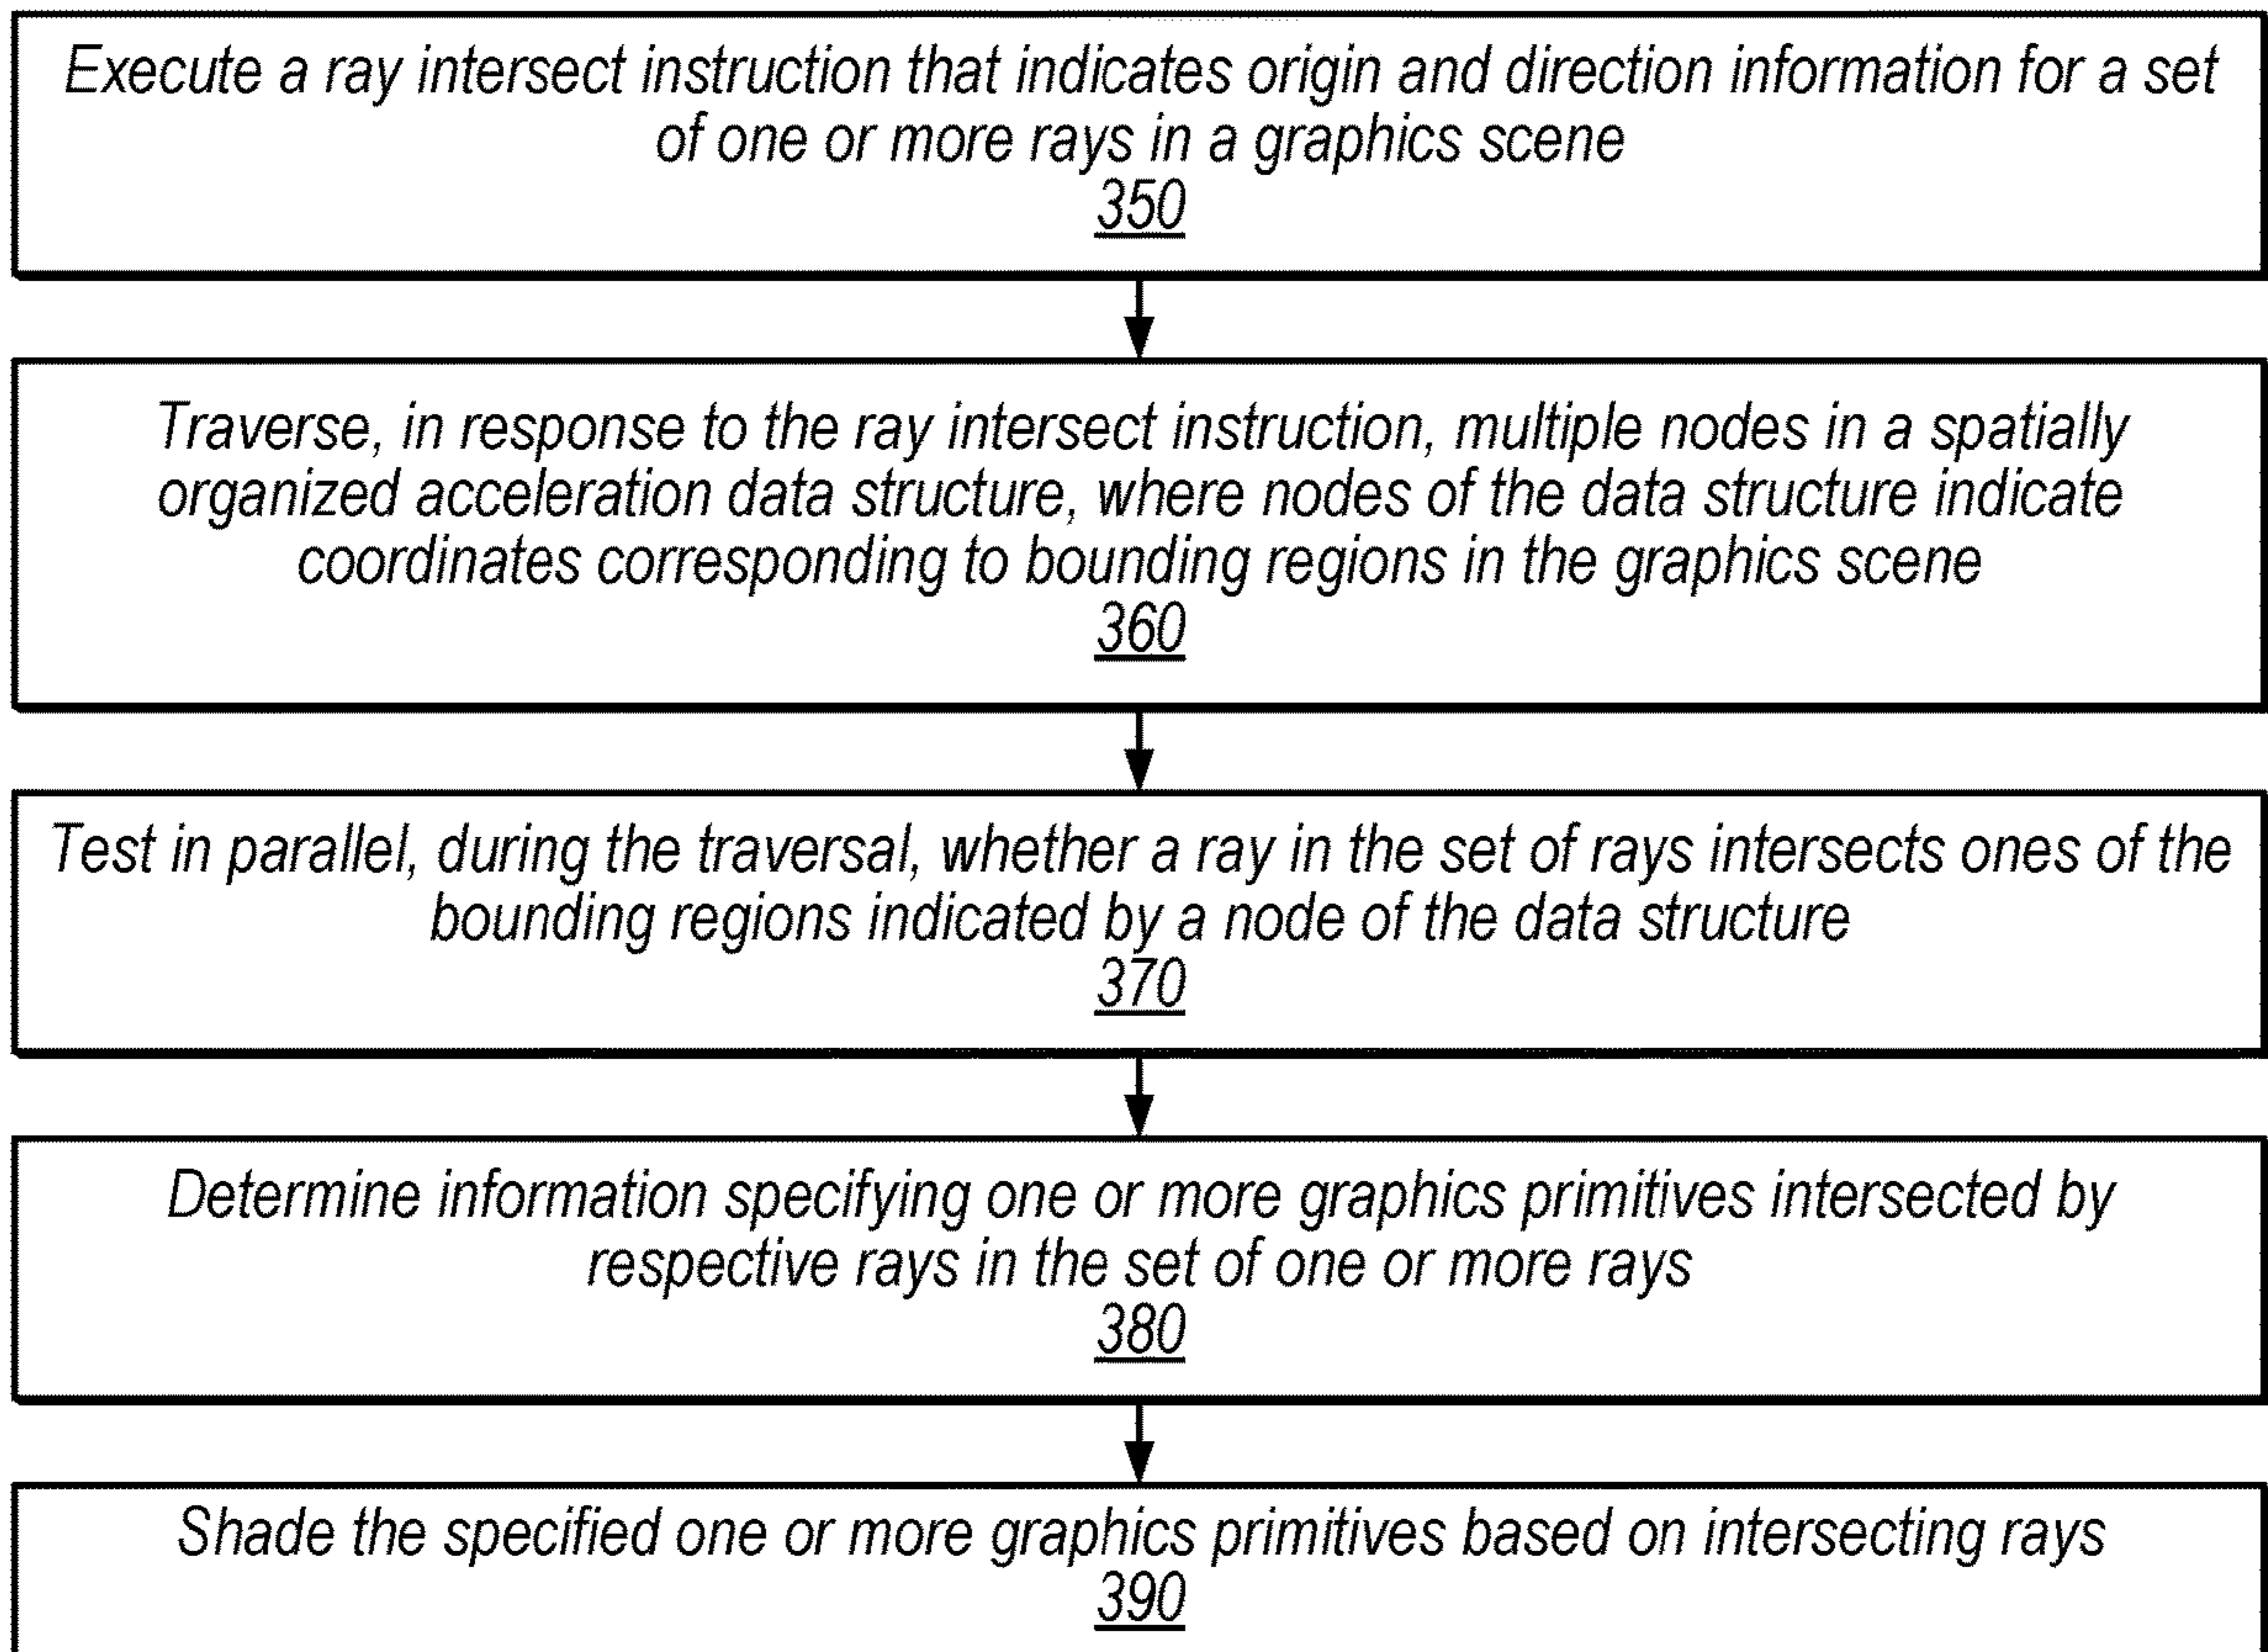 Execute a ray intersect instruction that indicates origin and direction information for a set
of one or more rays in a graphics scene
350
Traverse, in response to the ray intersect instruction, multiple nodes in a spatially
organized acceleration data structure, where nodes of the data structure indicate
coordinates corresponding to bounding regions in the graphics scene
360
Test in parallel, during the traversal, whether a ray in the set of rays intersects ones of the
bounding regions indicated by a node of the data structure
370
Determine information specifying one or more graphics primitives intersected by
respective rays in the set of one or more rays
380
Shade the specified one or more graphics primitives based on intersecting rays
390